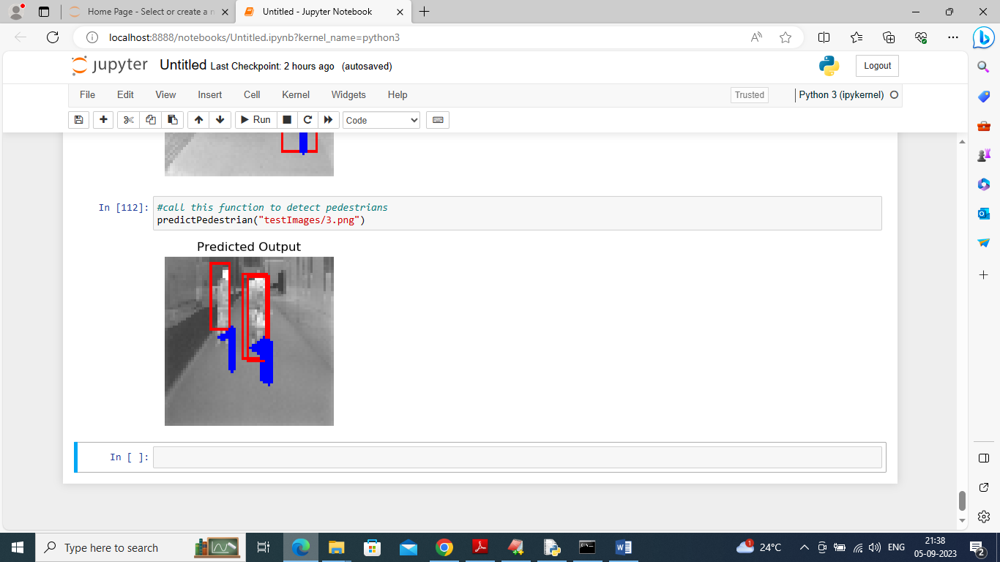 Home Page - Select or create a n
Untitled - Jupyter Notebook
localhost:8888/notebooks/Untitled.ipynb?kernel_name=python3
jupyter Untitled Last Checkpoint: 2 hours ago (autosaved)
Logout
File Edit View Insert Cell Kernel Widgets Help
Trusted
Python 3 (ipykernel)
Run
Code
In [112]: #call this function to detect pedestrians
predictPedestrian("testImages/3.png")
Predicted Output
In [ ]:
Type here to search
1
24°C
ENG
21:38
05-09-2023
2